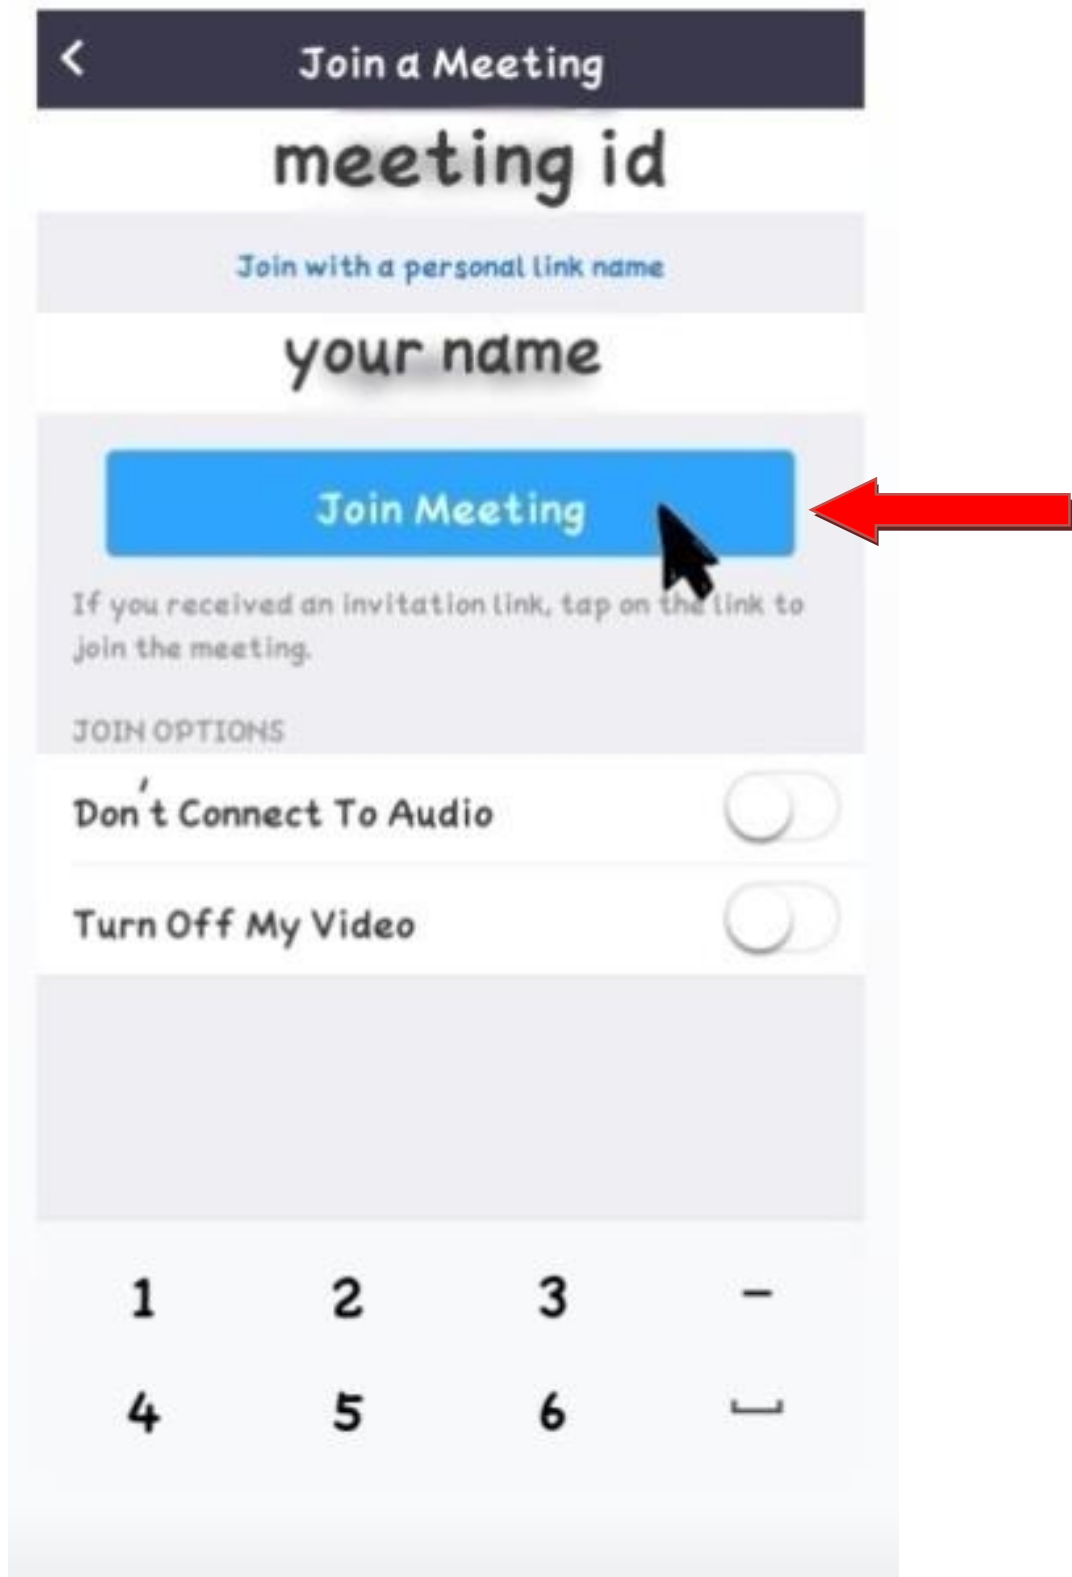 Join a Meeting
meeting id
Join with a personal link name
your name
Join Meeting
If you received an invitation link, tap on the link to
join the meeting.
JOIN OPTIONS
Don't Connect To Audio
Turn Off My Video
1 2 3 –
4 5 6